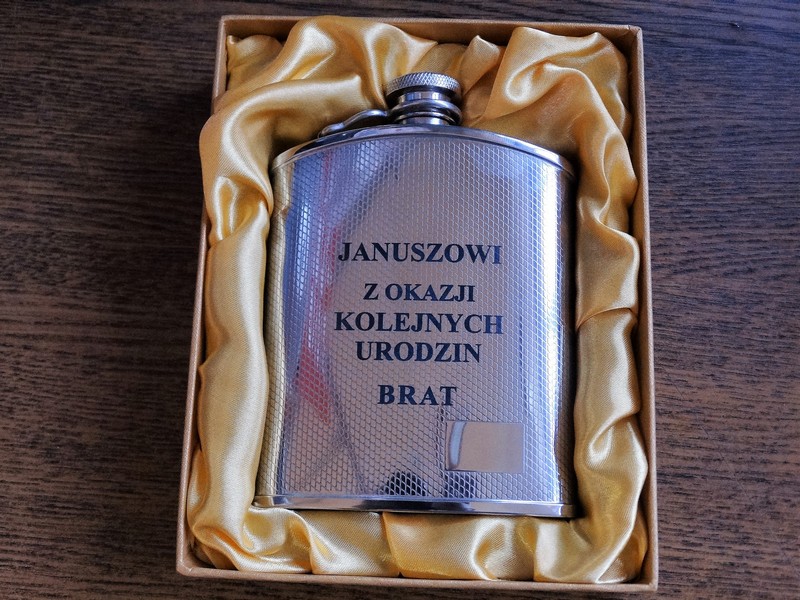 JANUSZOWI
Z OKAZJI
KOLEJNYCH
URODZIN
BRAT